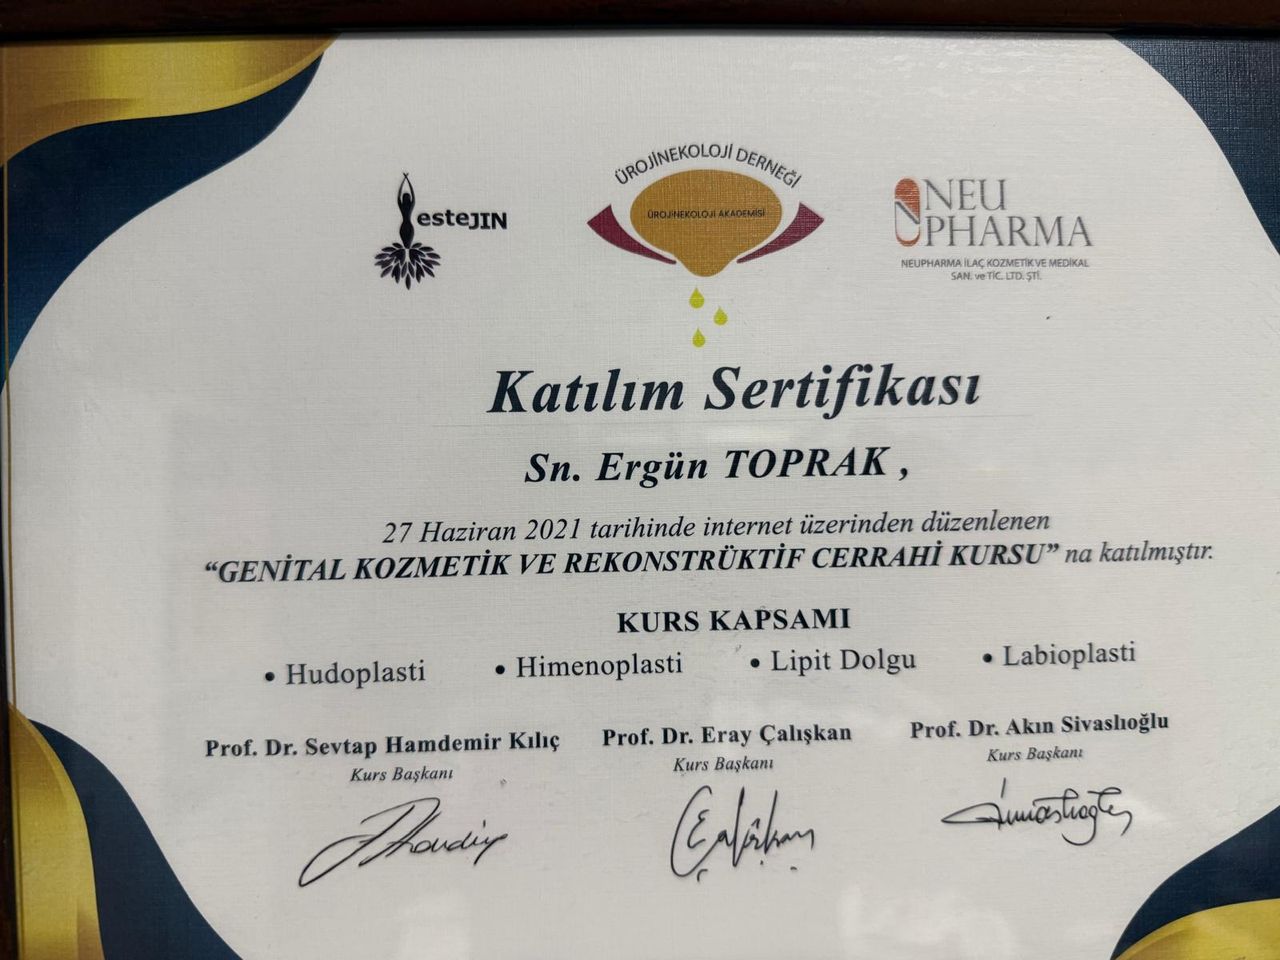 ÜROJİNEKOLOJİ DERNEĞİ
ÜROJİNEKOLOJİ AKADEMİSİ
esteJIN
NEU
PHARMA
NEUPHARMA İLAÇ KOZMETİK VE MEDİKAL
SAN. ve TİC. LTD. ŞTİ.
Katılım Sertifikası
Sn. Ergün TOPRAK ,
27 Haziran 2021 tarihinde internet üzerinden düzenlenen
“GENİTAL KOZMETİK VE REKONSTRÜKTİF CERRAHİ KURSU” na katılmıştır.
KURS KAPSAMI
• Hudoplasti • Himenoplasti • Lipit Dolgu • Labioplasti
Prof. Dr. Sevtap Hamdemir Kılıç Prof. Dr. Eray Çalışkan Prof. Dr. Akın Sivaslıoğlu
Kurs Başkanı Kurs Başkanı Kurs Başkanı